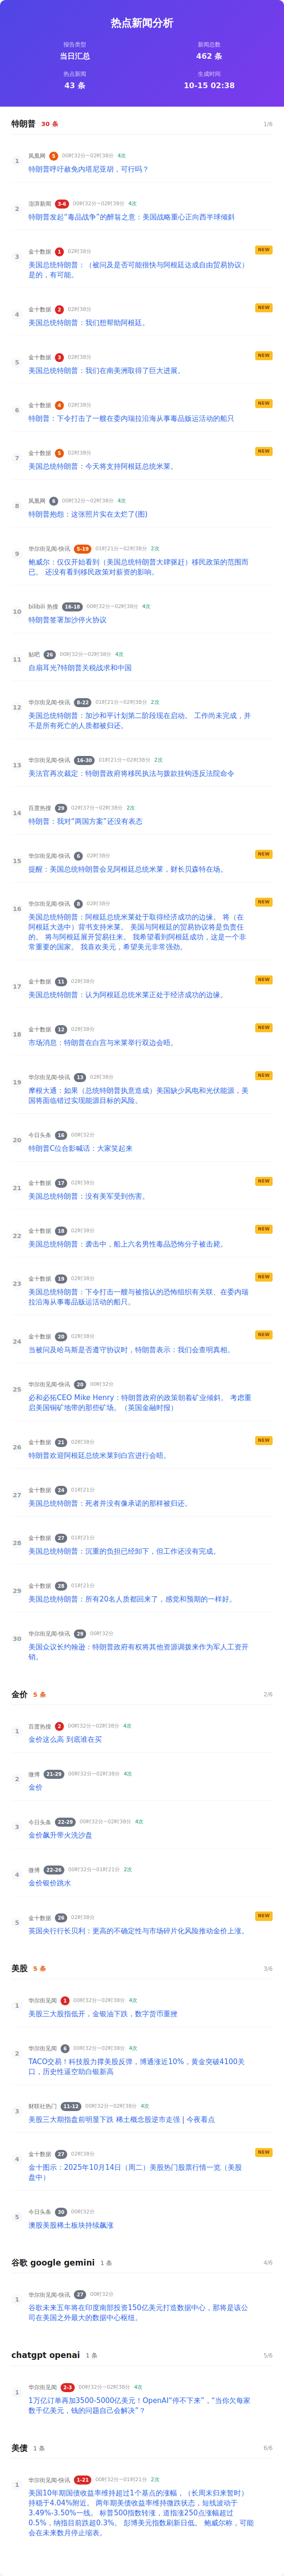 热点新闻分析
报告类型
新闻总数
当日汇总
462 条
热点新闻
生成时间
43 条
10-15 02:38
特朗普 30 条 1/6
1
凤凰网 5 00时32分~02时38分 4次
特朗普呼吁赦免内塔尼亚胡，可行吗？
2
澎湃新闻 3-6 00时32分~02时38分 4次
特朗普发起“毒品战争”的醉翁之意：美国战略重心正向西半球倾斜
3
金十数据 1 02时38分 NEW
美国总统特朗普：（被问及是否可能很快与阿根廷达成自由贸易协议）
是的，有可能。
4
金十数据 2 02时38分 NEW
美国总统特朗普：我们想帮助阿根廷。
5
金十数据 3 02时38分 NEW
美国总统特朗普：我们在南美洲取得了巨大进展。
6
金十数据 4 02时38分 NEW
特朗普：下令打击了一艘在委内瑞拉沿海从事毒品贩运活动的船只
7
金十数据 5 02时38分 NEW
美国总统特朗普：今天将支持阿根廷总统米莱。
8
凤凰网 6 00时32分~02时38分 4次
特朗普抱怨：这张照片实在太烂了(图)
9
华尔街见闻-快讯 5-19 01时21分~02时38分 2次
鲍威尔：仅仅开始看到（美国总统特朗普大肆驱赶）移民政策的范围而
已。 还没有看到移民政策对薪资的影响。
10
bilibili 热搜 16-18 00时32分~02时38分 4次
特朗普签署加沙停火协议
11
贴吧 26 00时32分~02时38分 4次
自扇耳光?特朗普关税战求和中国
12
华尔街见闻-快讯 8-22 01时21分~02时38分 2次
美国总统特朗普：加沙和平计划第二阶段现在启动。 工作尚未完成，并
不是所有死亡的人质都被归还。
13
华尔街见闻-快讯 16-30 01时21分~02时38分 2次
美法官再次裁定：特朗普政府将移民执法与拨款挂钩违反法院命令
14
百度热搜 29 02时37分~02时38分 2次
特朗普：我对“两国方案”还没有表态
15
华尔街见闻-快讯 6 02时38分 NEW
提醒：美国总统特朗普会见阿根廷总统米莱，财长贝森特在场。
16
华尔街见闻-快讯 9 02时38分 NEW
美国总统特朗普：阿根廷总统米莱处于取得经济成功的边缘。 将（在
阿根廷大选中）背书支持米莱。 美国与阿根廷的贸易协议将是负责任
的。 将与阿根廷展开贸易往来。 我希望看到阿根廷成功，这是一个非
常重要的国家。 我喜欢美元，希望美元非常强劲。
17
金十数据 11 02时38分 NEW
美国总统特朗普：认为阿根廷总统米莱正处于经济成功的边缘。
18
金十数据 12 02时38分 NEW
市场消息：特朗普在白宫与米莱举行双边会晤。
19
华尔街见闻-快讯 13 02时38分 NEW
摩根大通：如果（总统特朗普执意造成）美国缺少风电和光伏能源，美
国将面临错过实现能源目标的风险。
20
今日头条 16 00时32分
特朗普C位合影喊话：大家笑起来
21
金十数据 17 02时38分 NEW
美国总统特朗普：没有美军受到伤害。
22
金十数据 18 02时38分 NEW
美国总统特朗普：袭击中，船上六名男性毒品恐怖分子被击毙。
23
金十数据 19 02时38分 NEW
美国总统特朗普：下令打击一艘与被指认的恐怖组织有关联、在委内瑞
拉沿海从事毒品贩运活动的船只。
24
金十数据 20 02时38分 NEW
当被问及哈马斯是否遵守协议时，特朗普表示：我们会查明真相。
25
华尔街见闻-快讯 20 00时32分
必和必拓CEO Mike Henry：特朗普政府的政策朝着矿业倾斜。 考虑重
启美国铜矿地带的那些矿场。（英国金融时报）
26
金十数据 21 02时38分 NEW
特朗普欢迎阿根廷总统米莱到白宫进行会晤。
27
金十数据 24 01时21分
美国总统特朗普：死者并没有像承诺的那样被归还。
28
金十数据 27 01时21分
美国总统特朗普：沉重的负担已经卸下，但工作还没有完成。
29
金十数据 28 01时21分
美国总统特朗普：所有20名人质都回来了，感觉和预期的一样好。
30
华尔街见闻-快讯 29 00时32分
美国众议长约翰逊：特朗普政府有权将其他资源调拨来作为军人工资开
销。
金价 5 条 2/6
1
百度热搜 2 00时32分~02时38分 4次
金价这么高 到底谁在买
2
微博 21-29 00时32分~02时38分 4次
金价
3
今日头条 22-29 00时32分~02时38分 4次
金价飙升带火洗沙盘
4
微博 22-26 00时32分~01时21分 2次
金价银价跳水
5
金十数据 26 02时38分 NEW
英国央行行长贝利：更高的不确定性与市场碎片化风险推动金价上涨。
美股 5 条 3/6
1
华尔街见闻 1 00时32分~02时38分 4次
美股三大股指低开，金银油下跌，数字货币重挫
2
华尔街见闻 6 00时32分~02时38分 4次
TACO交易！科技股力撑美股反弹，博通涨近10%，黄金突破4100关
口，历史性逼空助白银新高
3
财联社热门 11-12 00时32分~02时38分 4次
美股三大期指盘前明显下跌 稀土概念股逆市走强 | 今夜看点
4
金十数据 27 02时38分 NEW
金十图示：2025年10月14日（周二）美股热门股票行情一览（美股
盘中）
5
今日头条 30 00时32分
澳股美股稀土板块持续飙涨
谷歌 google gemini 1 条 4/6
1
华尔街见闻-快讯 27 00时32分
谷歌未来五年将在印度南部投资150亿美元打造数据中心，那将是该公
司在美国之外最大的数据中心枢纽。
chatgpt openai 1 条 5/6
1
华尔街见闻 2-3 00时32分~02时38分 4次
1万亿订单再加3500-5000亿美元！OpenAI“停不下来”，“当你欠每家
数千亿美元，钱的问题自己会解决”？
美债 1 条 6/6
1
华尔街见闻-快讯 1-21 00时32分~01时21分 2次
美国10年期国债收益率维持超过1个基点的涨幅，（长周末归来暂时）
持稳于4.04%附近。 两年期美债收益率维持微跌状态，短线波动于
3.49%-3.50%一线。 标普500指数转涨，道指涨250点涨幅超过
0.5%，纳指目前跌超0.3%。 彭博美元指数刷新日低。 鲍威尔称，可能
会在未来数月停止缩表。